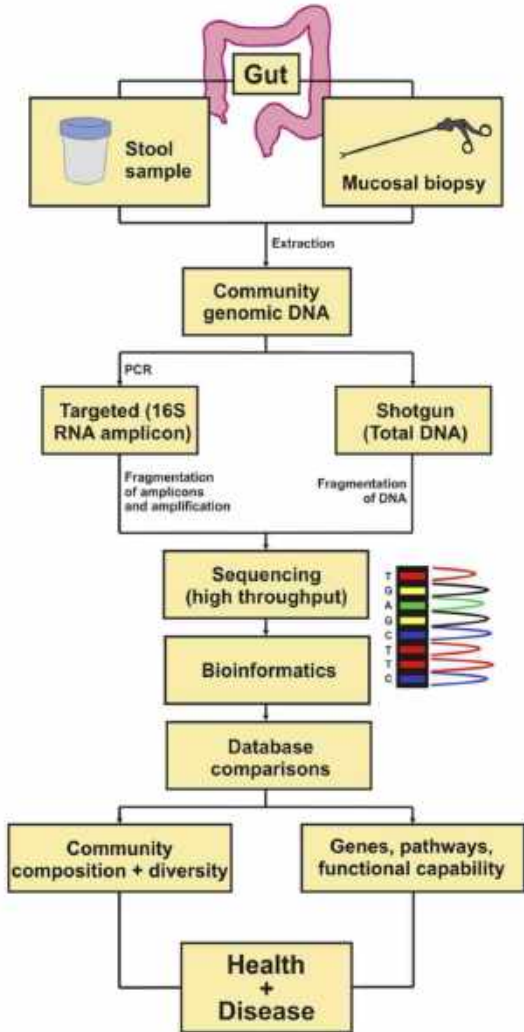 Gut
Stool
sample
Mucosal biopsy
Extraction
Community
genomic DNA
PCR
Targeted (16S
RNA amplicon)
Shotgun
(Total DNA)
Fragmentation
of amplicons
and amplification
Fragmentation
of DNA
Sequencing
(high throughput)
T
G
A
G
C
T
T
C
Bioinformatics
Database
comparisons
Community
composition + diversity
Genes, pathways,
functional capability
Health
+
Disease